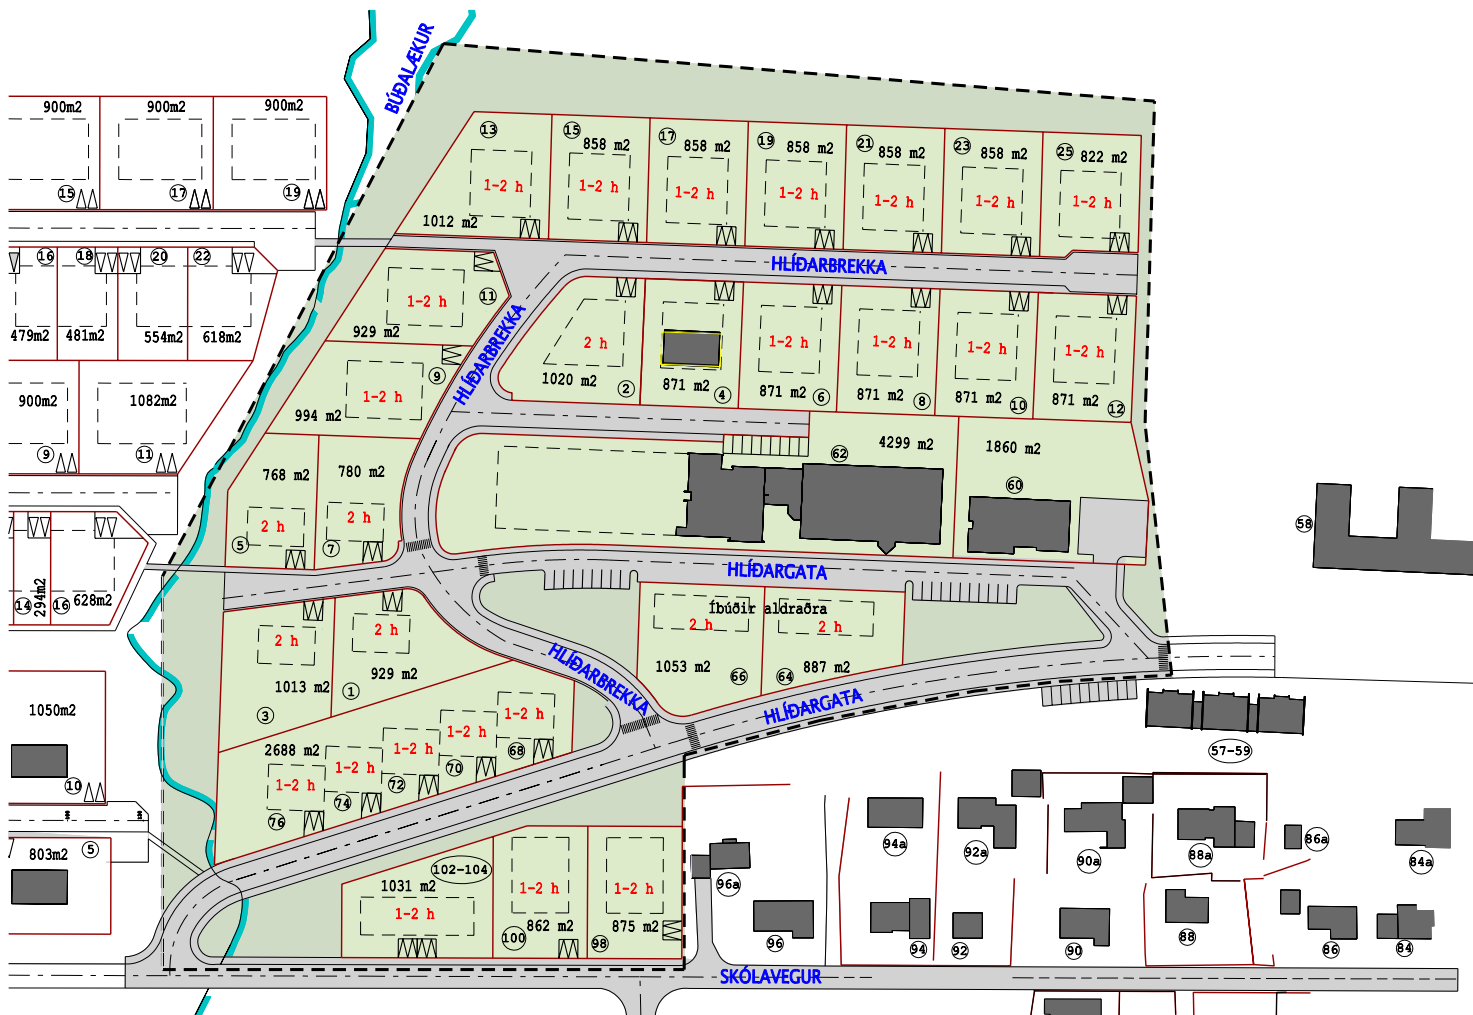 BÚÐALÆKUR
900m2
900m2
900m2
15
17
19
13
15
858 m2
17
858 m2
19
858 m2
21
858 m2
23
858 m2
25
822 m2
1-2 h
1-2 h
1-2 h
1-2 h
1-2 h
1-2 h
1-2 h
1012 m2
16
18
20
22
479m2
481m2
554m2
618m2
HLÍÐARBREKKA
11
1-2 h
929 m2
HLÍÐARBREKKA
2 h
1020 m2
2
871 m2
4
1-2 h
871 m2
6
1-2 h
871 m2
8
1-2 h
871 m2
10
1-2 h
871 m2
12
9
1-2 h
994 m2
900m2
1082m2
9
11
768 m2
780 m2
2 h
2 h
5
7
4299 m2
62
1860 m2
60
58
14
294m2
16
628m2
HLÍÐARGATA
Íbúðir aldraðra
2 h
2 h
1053 m2
66
64
887 m2
2 h
2 h
1013 m2
929 m2
3
1
HLÍÐARBREKKA
HLÍÐARGATA
1050m2
10
2688 m2
1-2 h
1-2 h
1-2 h
1-2 h
1-2 h
68
70
72
74
76
57-59
803m2
5
102-104
1031 m2
1-2 h
1-2 h
862 m2
100
1-2 h
875 m2
98
96a
94a
92a
90a
88a
86a
84a
96
94
92
90
88
86
84
SKÓLAVEGUR